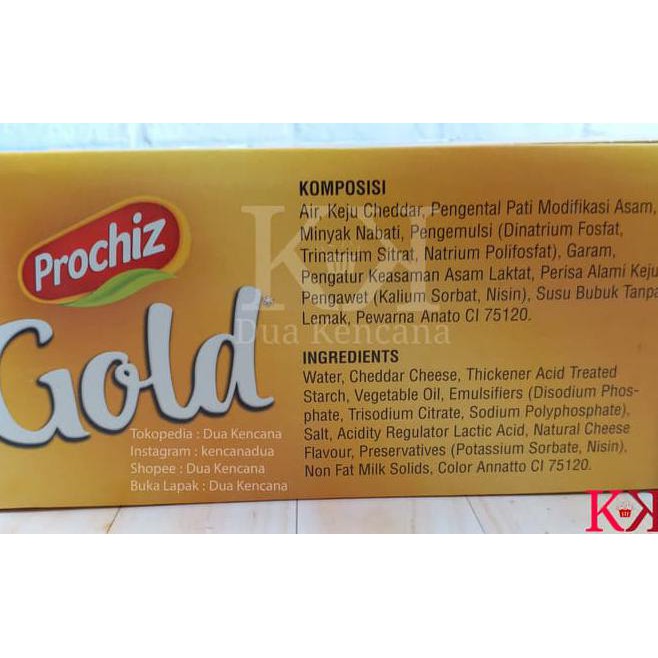 Prochiz
Gold
KOMPOSISI
Air, Keju Cheddar, Pengental Pati Modifikasi Asam,
Minyak Nabati, Pengemulsi (Dinatrium Fosfat,
Trinatrium Sitrat, Natrium Polifosfat), Garam,
Pengatur Keasaman Asam Laktat, Perisa Alami Keju
Pengawet (Kalium Sorbat, Nisin), Susu Bubuk Tanpa
Lemak, Pewarna Anato CI 75120.
INGREDIENTS
Water, Cheddar Cheese, Thickener Acid Treated
Starch, Vegetable Oil, Emulsifiers (Disodium Phos-
phate, Trisodium Citrate, Sodium Polyphosphate),
Salt, Acidity Regulator Lactic Acid, Natural Cheese
Flavour, Preservatives (Potassium Sorbate, Nisin),
Non Fat Milk Solids, Color Annatto CI 75120.
KK
Dua Kencana
Tokopedia : Dua Kencana
Instagram : kencanadua
Shopee : Dua Kencana
Buka Lapak : Dua Kencana
KK